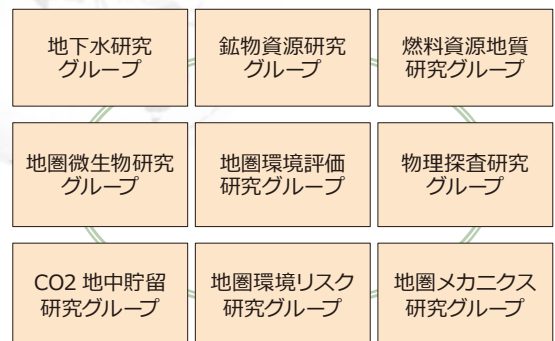 地下水研究
グループ
鉱物資源研究
グループ
燃料資源地質
研究グループ
地圏微生物研究
グループ
地圏環境評価
研究グループ
物理探査研究
グループ
CO2 地中貯留
研究グループ
地圏環境リスク
研究グループ
地圏メカニクス
研究グループ